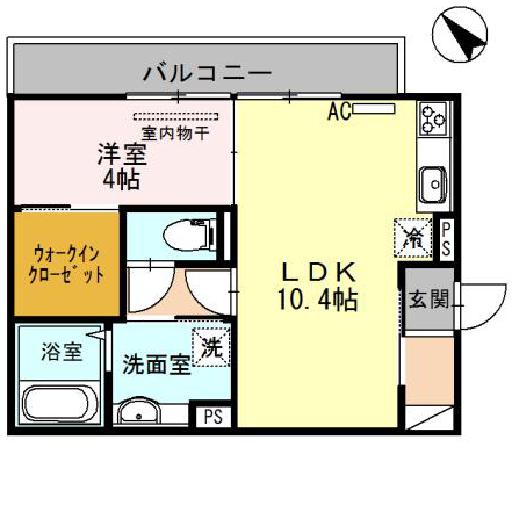 バルコニー
AC
室内物干
洋室
4帖
冷
PS
ウォークイン
クローゼット
LDK
10.4帖
玄関
浴室
洗面室
洗
PS